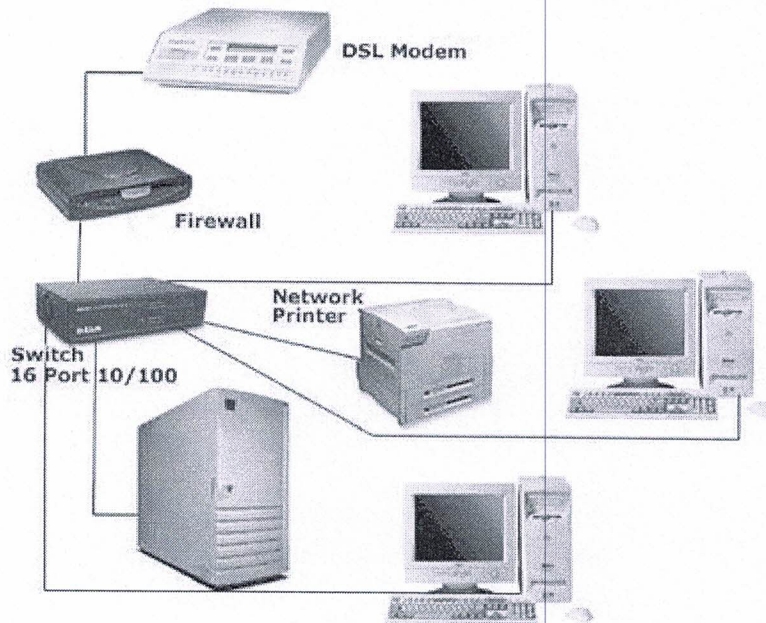 DSL Modem
Firewall
Network
Printer
Switch
16 Port 10/100